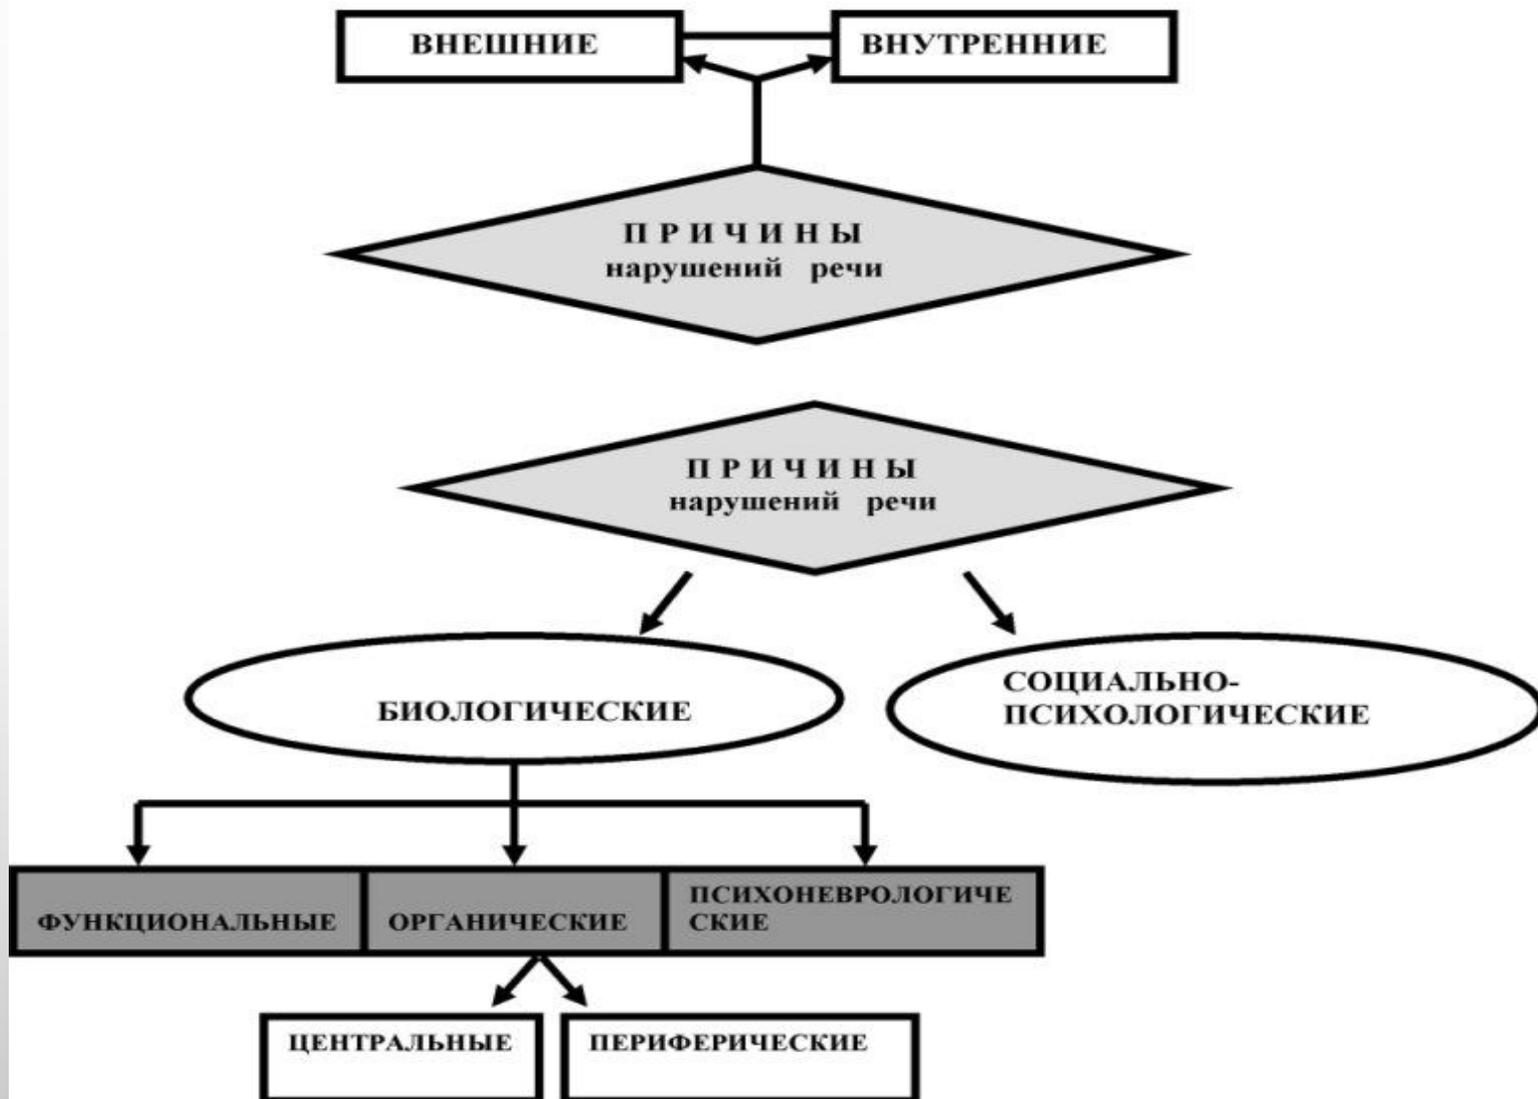 ВНЕШНИЕ
ВНУТРЕННИЕ
П Р И Ч И Н Ы
нарушений речи
П Р И Ч И Н Ы
нарушений речи
БИОЛОГИЧЕСКИЕ
СОЦИАЛЬНО-
ПСИХОЛОГИЧЕСКИЕ
ФУНКЦИОНАЛЬНЫЕ
ОРГАНИЧЕСКИЕ
ПСИХОНЕВРОЛОГИЧЕ
СКИЕ
ЦЕНТРАЛЬНЫЕ
ПЕРИФЕРИЧЕСКИЕ